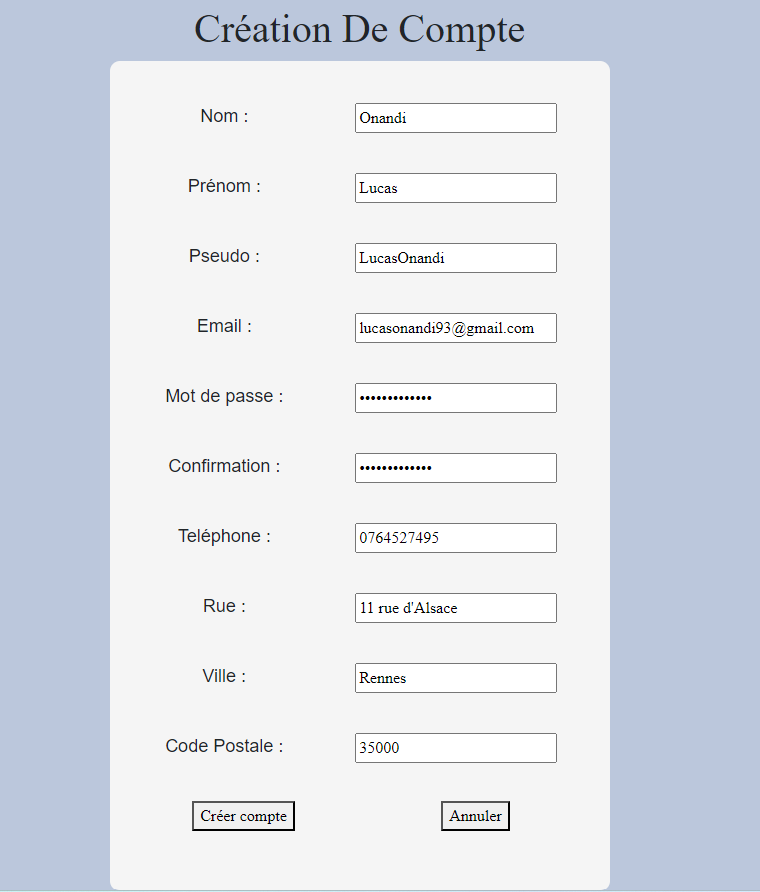 Création De Compte
Nom : Onandi
Prénom : Lucas
Pseudo : LucasOnandi
Email : lucasonandi93@gmail.com
Mot de passe : •••••••••••••
Confirmation : •••••••••••••
Teléphone : 0764527495
Rue : 11 rue d'Alsace
Ville : Rennes
Code Postale : 35000
Créer compte Annuler